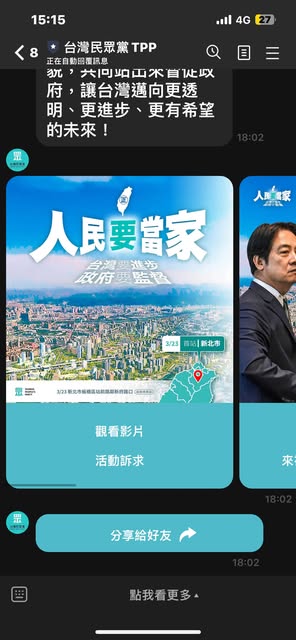 15:15
4G 27
8 台灣民眾黨 TPP
正在自動回覆訊息
貌，共同站出來督促政
府，讓台灣邁向更透
明、更進步、更有希望
的未來！
18:02
眾
人民要當家
台灣要進步
政府要監督
3/23 首站 新北市
人民要當家
觀看影片
活動訴求
18:02
分享給好友
18:02
點我看更多